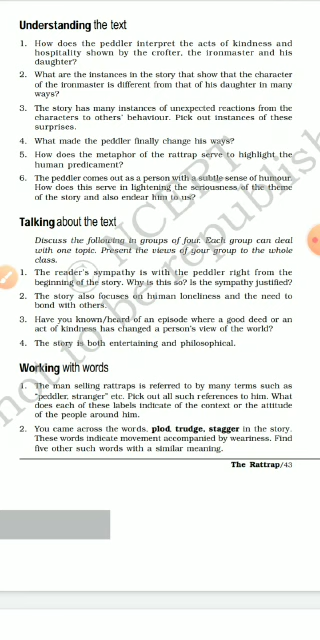 Understanding the text
1. How does the peddler interpret the acts of kindness and
hospitality shown by the crofter, the ironmaster and his
daughter?
2. What are the instances in the story that show that the character
of the ironmaster is different from that of his daughter in many
ways?
3. The story has many instances of unexpected reactions from the
characters to others' behaviour. Pick out instances of these
surprises.
4. What made the peddler finally change his ways?
5. How does the metaphor of the rattrap serve to highlight the
human predicament?
6. The peddler comes out as a person with a subtle sense of humour.
How does this serve in lightening the seriousness of the theme
of the story and also endear him to us?
Talking about the text
Discuss the following in groups of four. Each group can deal
with one topic. Present the views of your group to the whole
class.
1. The reader's sympathy is with the peddler right from the
beginning of the story. Why is this so? Is the sympathy justified?
2. The story also focuses on human loneliness and the need to
bond with others.
3. Have you known/heard of an episode where a good deed or an
act of kindness has changed a person's view of the world?
4. The story is both entertaining and philosophical.
Working with words
1. The man selling rattraps is referred to by many terms such as
"peddler, stranger" etc. Pick out all such references to him. What
does each of these labels indicate of the context or the attitude
of the people around him.
2. You came across the words, plod, trudge, stagger in the story.
These words indicate movement accompanied by weariness. Find
five other such words with a similar meaning.
The Rattrap/43
© NCERT
not to be republish